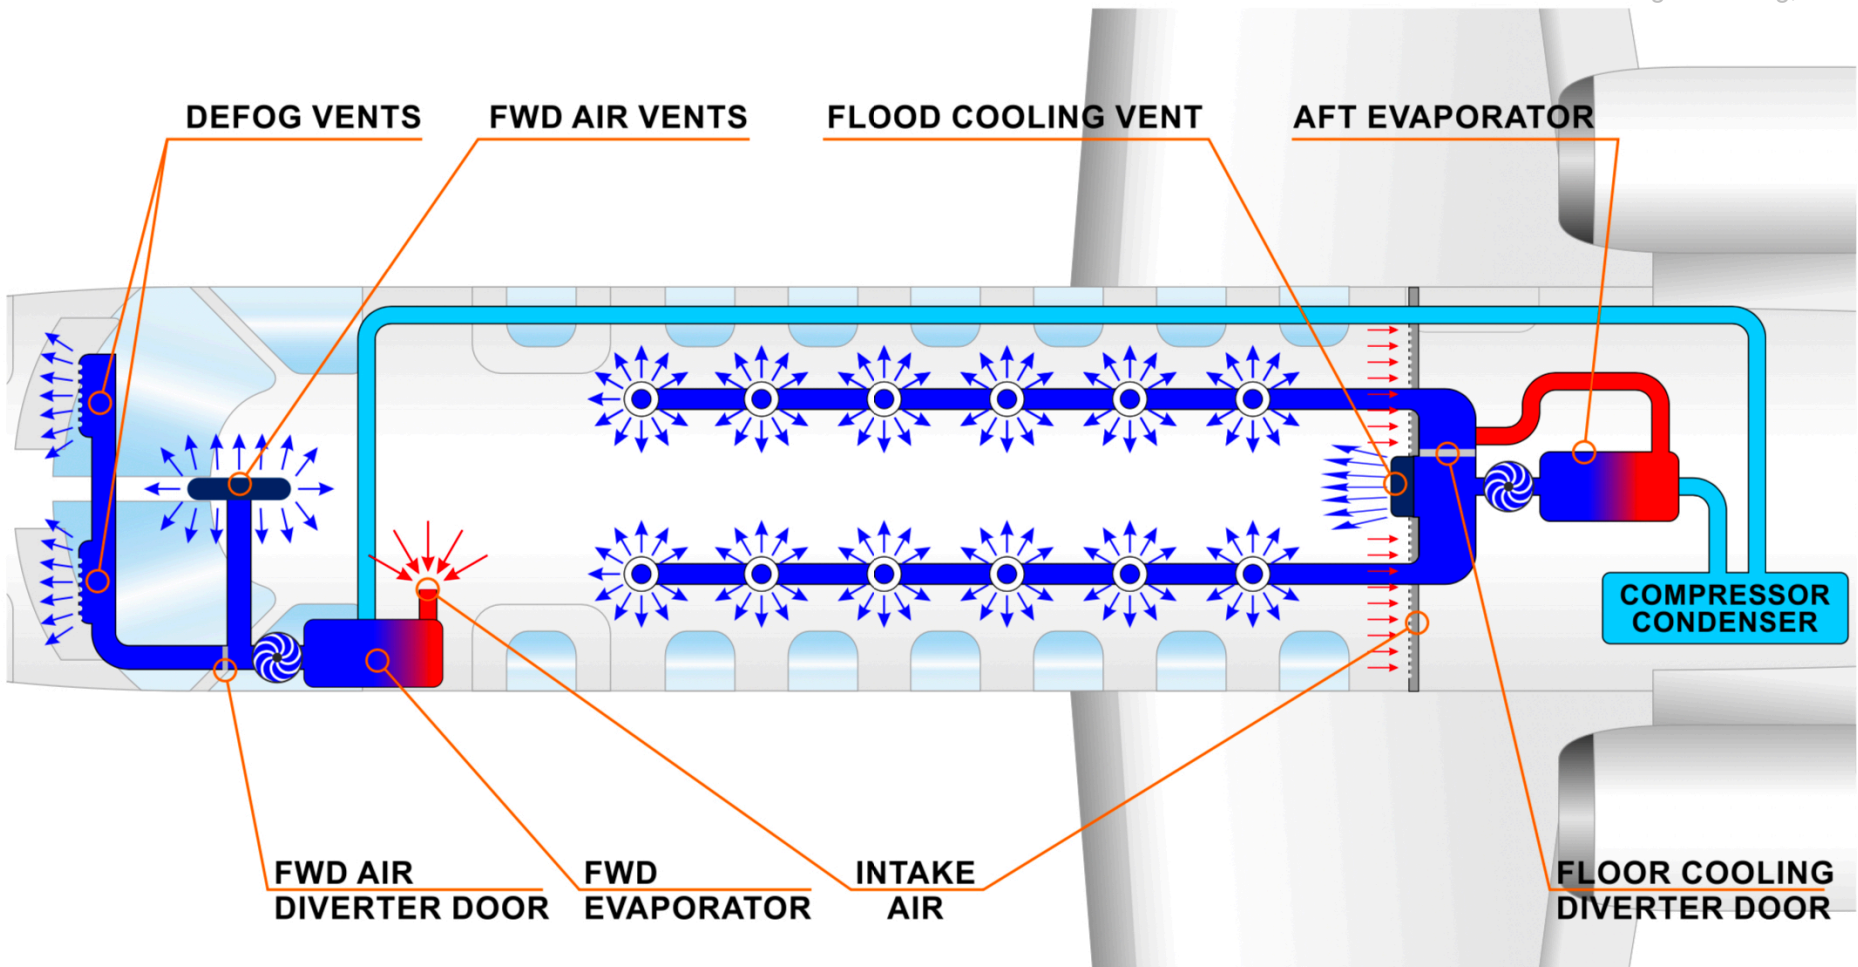 DEFOG VENTS
FWD AIR VENTS
FLOOD COOLING VENT
AFT EVAPORATOR
COMPRESSOR
CONDENSER
FWD AIR
DIVERTER DOOR
FWD
EVAPORATOR
INTAKE
AIR
FLOOR COOLING
DIVERTER DOOR